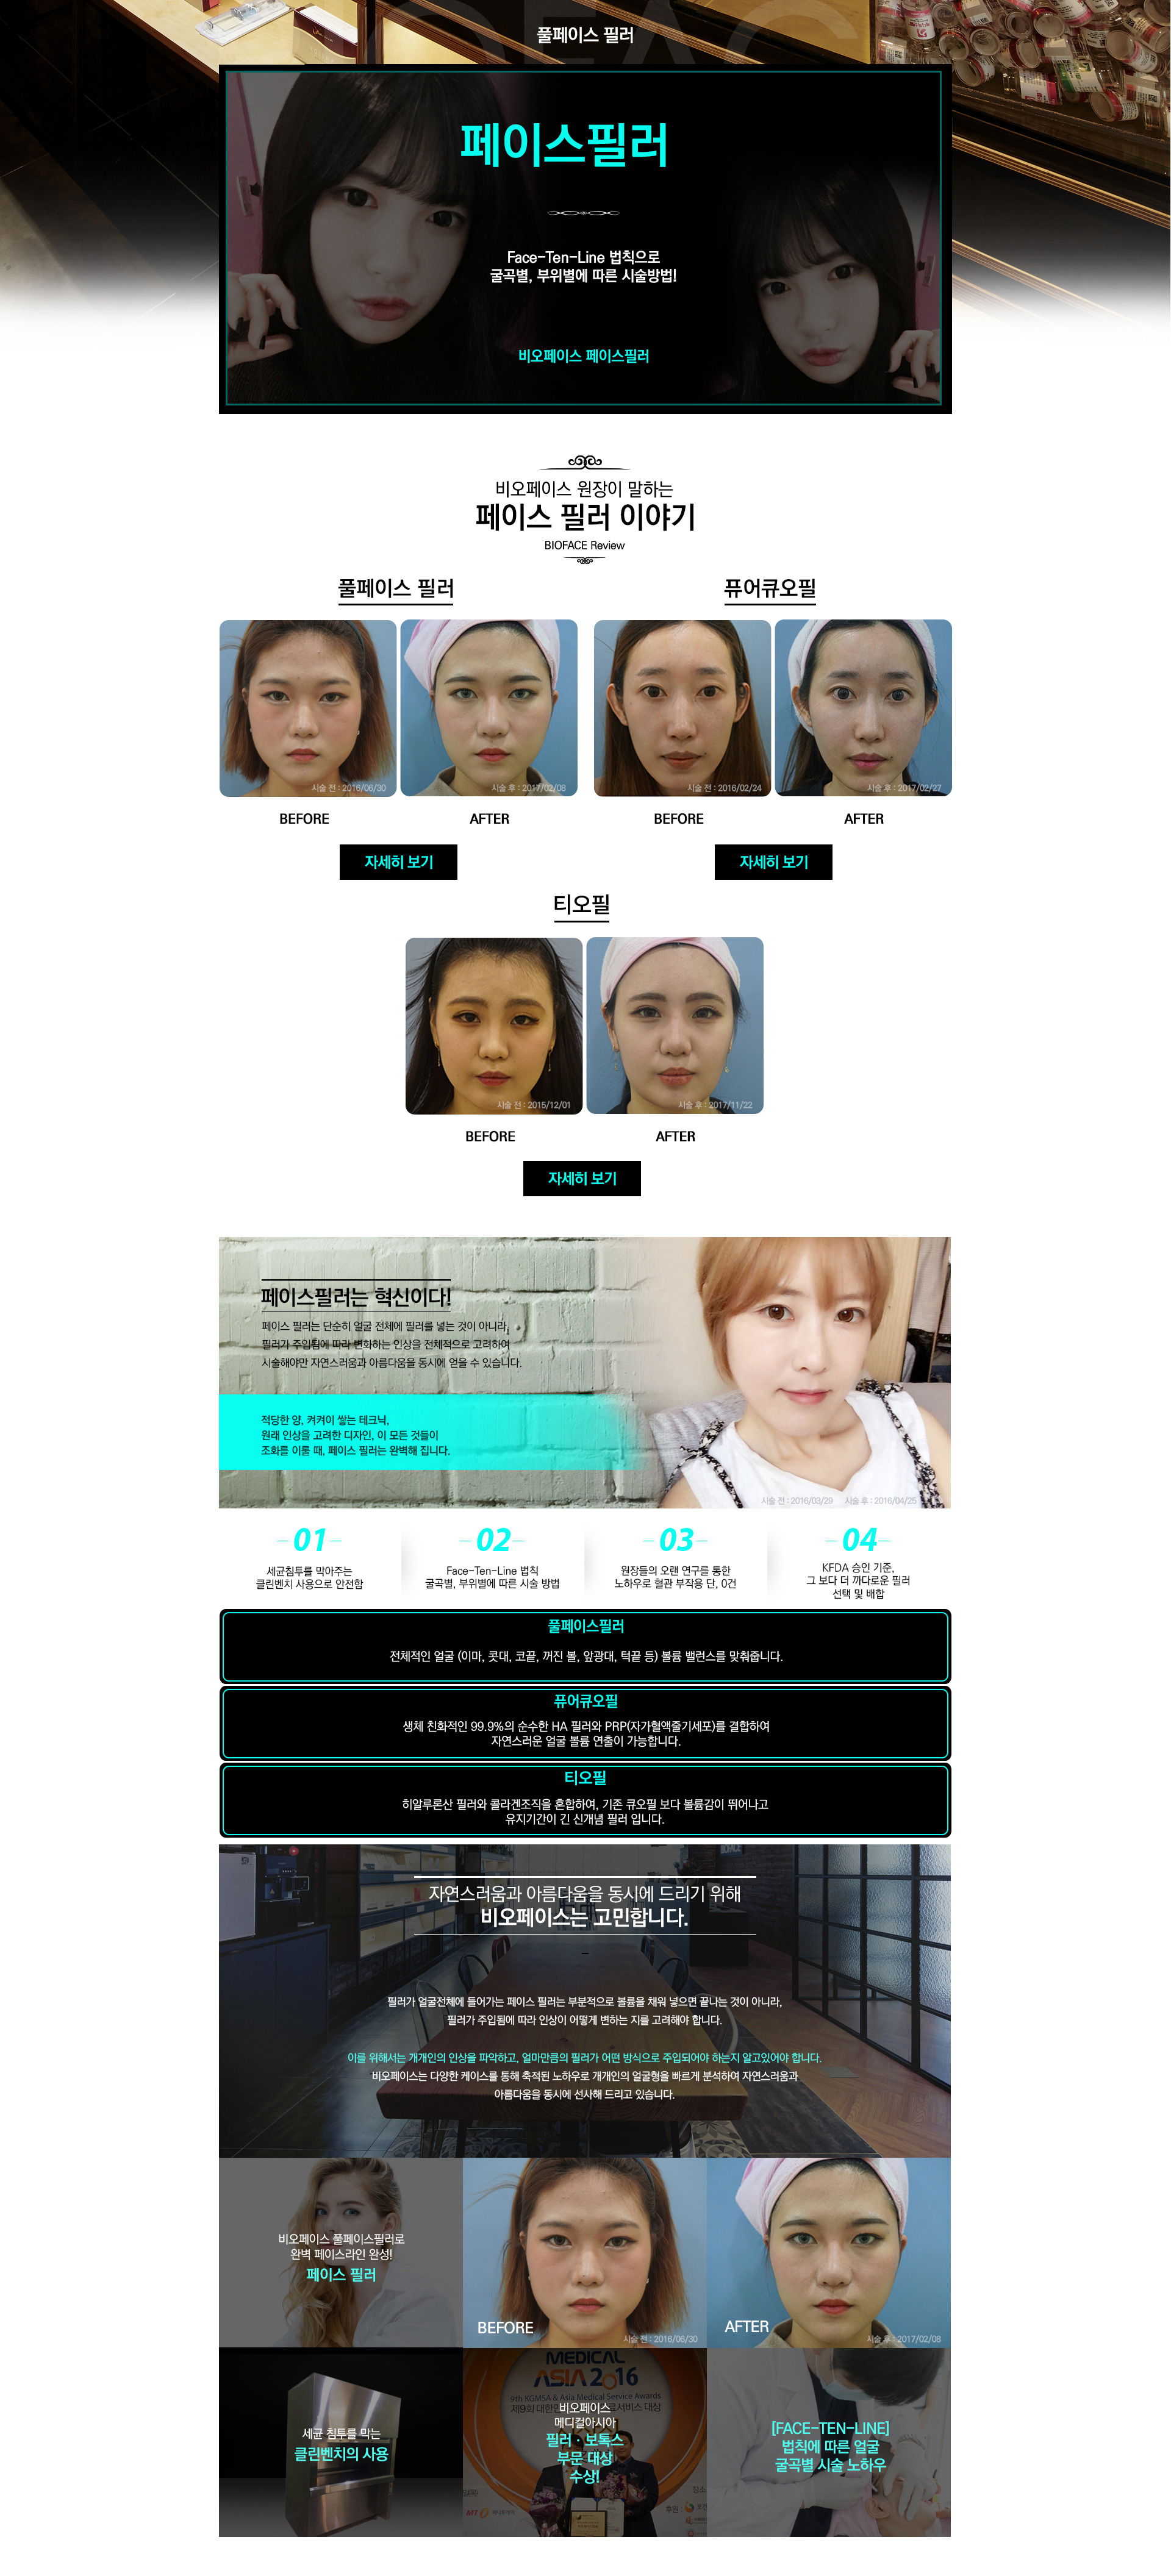 풀페이스 필러
페이스필러
Face-Ten-Line 법칙으로
굴곡별, 부위별에 따른 시술방법!
비오페이스 페이스필러
비오페이스 원장이 말하는
페이스 필러 이야기
BIOFACE Review
풀페이스 필러
퓨어큐오필
시술 전 : 2016/06/30
시술 후 : 2017/02/08
시술 전 : 2016/02/24
시술 후 : 2017/02/27
BEFORE
AFTER
BEFORE
AFTER
자세히 보기
자세히 보기
티오필
시술 전 : 2015/12/01
시술 후 : 2017/11/22
BEFORE
AFTER
자세히 보기
페이스필러는 혁신이다!
페이스 필러는 단순히 얼굴 전체에 필러를 넣는 것이 아니라,
필러가 주입됨에 따라 변화하는 인상을 전체적으로 고려하여
시술해야만 자연스러움과 아름다움을 동시에 얻을 수 있습니다.
적당한 양, 켜켜이 쌓는 테크닉,
원래 인상을 고려한 디자인, 이 모든 것들이
조화를 이룰 때, 페이스 필러는 완벽해 집니다.
시술 전 : 2016/03/29 시술 후 : 2016/04/25
01
세균침투를 막아주는
클린벤치 사용으로 안전함
02
Face-Ten-Line 법칙
굴곡별, 부위별에 따른 시술 방법
03
원장들의 오랜 연구를 통한
노하우로 혈관 부작용 단, 0건
04
KFDA 승인 기준,
그 보다 더 까다로운 필러
선택 및 배합
풀페이스필러
전체적인 얼굴 (이마, 콧대, 코끝, 꺼진 볼, 앞광대, 턱끝 등) 볼륨 밸런스를 맞춰줍니다.
퓨어큐오필
생체 친화적인 99.9%의 순수한 HA 필러와 PRP(자가혈액줄기세포)를 결합하여
자연스러운 얼굴 볼륨 연출이 가능합니다.
티오필
히알루론산 필러와 콜라겐조직을 혼합하여, 기존 큐오필 보다 볼륨감이 뛰어나고
유지기간이 긴 신개념 필러 입니다.
자연스러움과 아름다움을 동시에 드리기 위해
비오페이스는 고민합니다.
필러가 얼굴전체에 들어가는 페이스 필러는 부분적으로 볼륨을 채워 넣으면 끝나는 것이 아니라,
필러가 주입됨에 따라 인상이 어떻게 변하는 지를 고려해야 합니다.
이를 위해서는 개개인의 인상을 파악하고, 얼마만큼의 필러가 어떤 방식으로 주입되어야 하는지 알고있어야 합니다.
비오페이스는 다양한 케이스를 통해 축적된 노하우로 개개인의 얼굴형을 빠르게 분석하여 자연스러움과
아름다움을 동시에 선사해 드리고 있습니다.
비오페이스 풀페이스필러로
완벽 페이스라인 완성!
페이스 필러
BEFORE
시술 전 : 2016/06/30
AFTER
시술 후 : 2017/02/08
세균 침투를 막는
클린벤치의 사용
MEDICAL
ASIA 2016
9th KGMSA & Asia Medical Service Awards
비오페이스
메디컬아시아
필러 · 보톡스
부문 대상
수상!
[FACE-TEN-LINE]
법칙에 따른 얼굴
굴곡별 시술 노하우